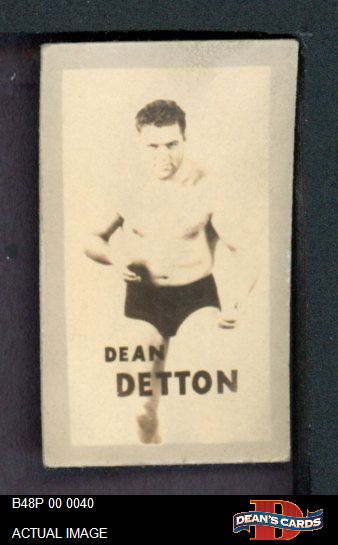 DEAN
DETTON
B48P 00 0040
ACTUAL IMAGE
D
DEAN'S CARDS